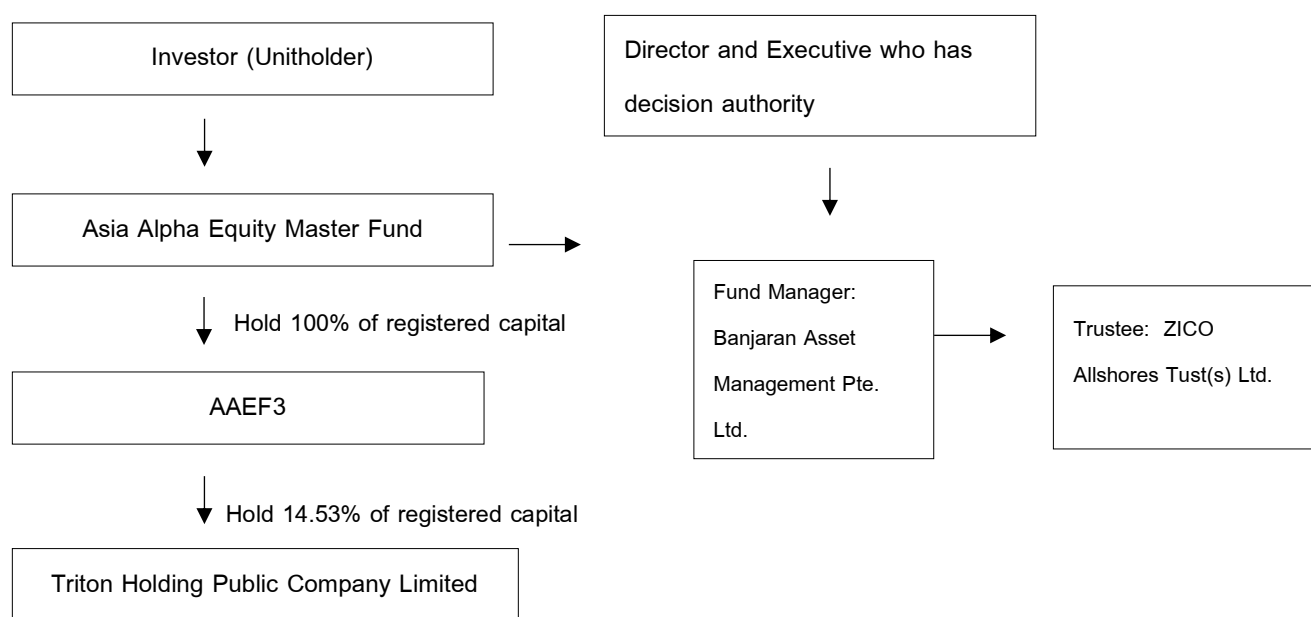 Investor (Unitholder)
Director and Executive who has
decision authority
Asia Alpha Equity Master Fund
Hold 100% of registered capital
Fund Manager:
Banjaran Asset
Management Pte.
Ltd.
Trustee: ZICO
Allshores Tust(s) Ltd.
AAEF3
Hold 14.53% of registered capital
Triton Holding Public Company Limited